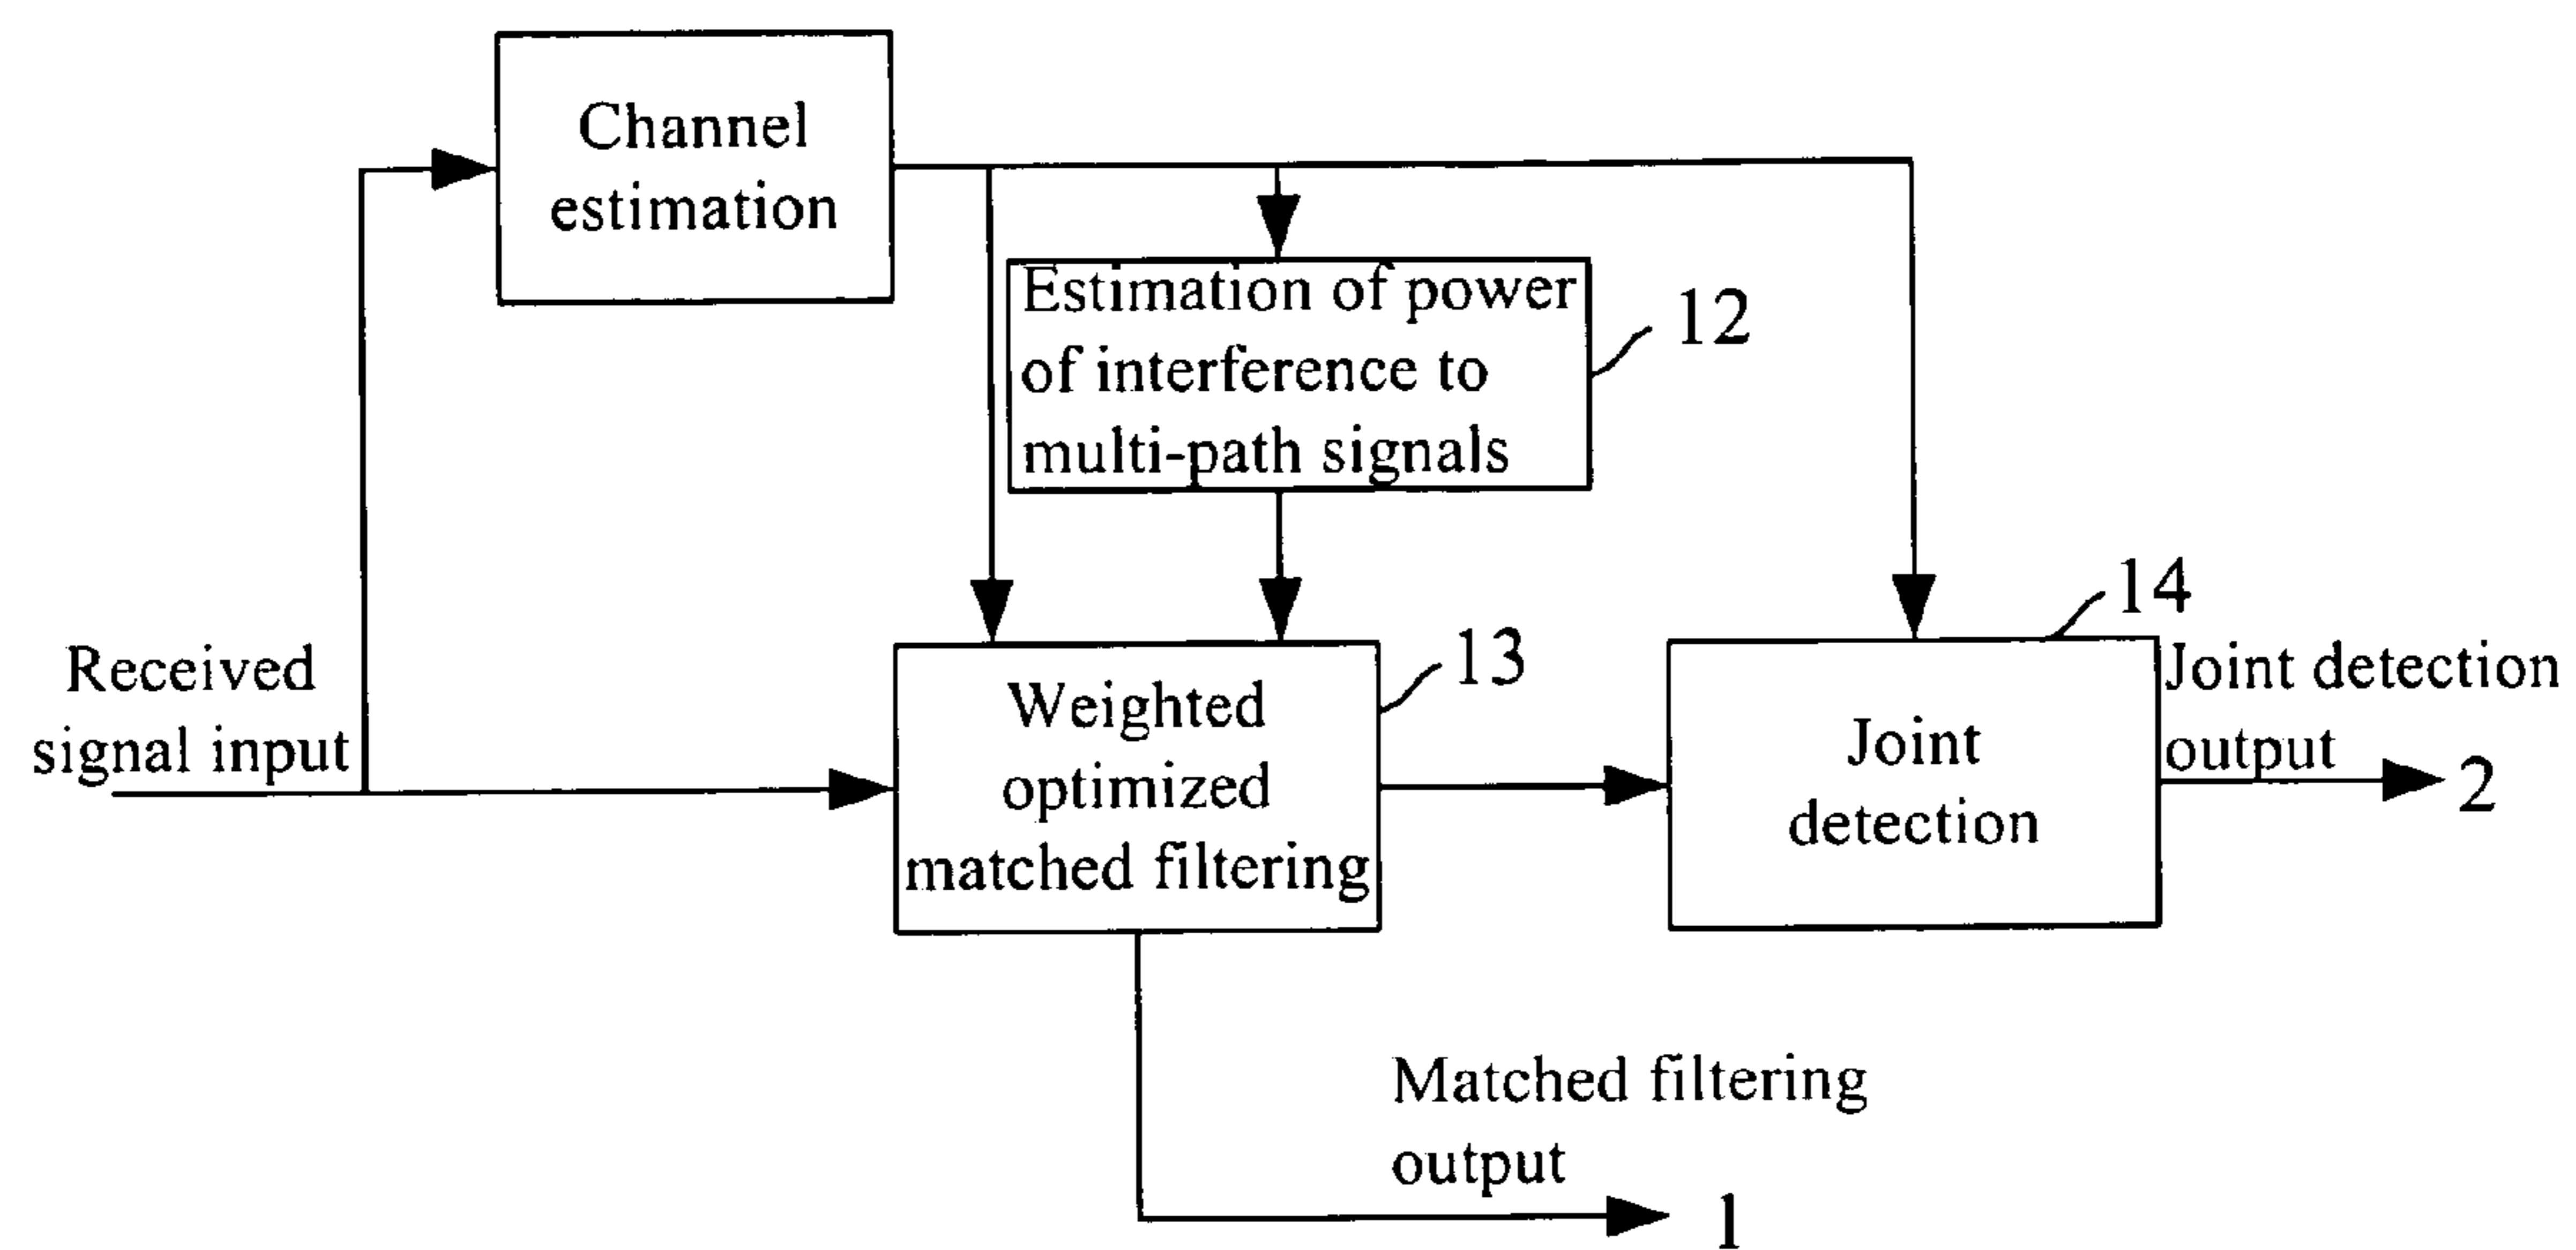 Channel
estimation
Estimation of power
of interference to
multi-path signals
12
Received
signal input
Weighted
optimized
matched filtering
13
Joint
detection
14
Joint detection
output
2
Matched filtering
output
1